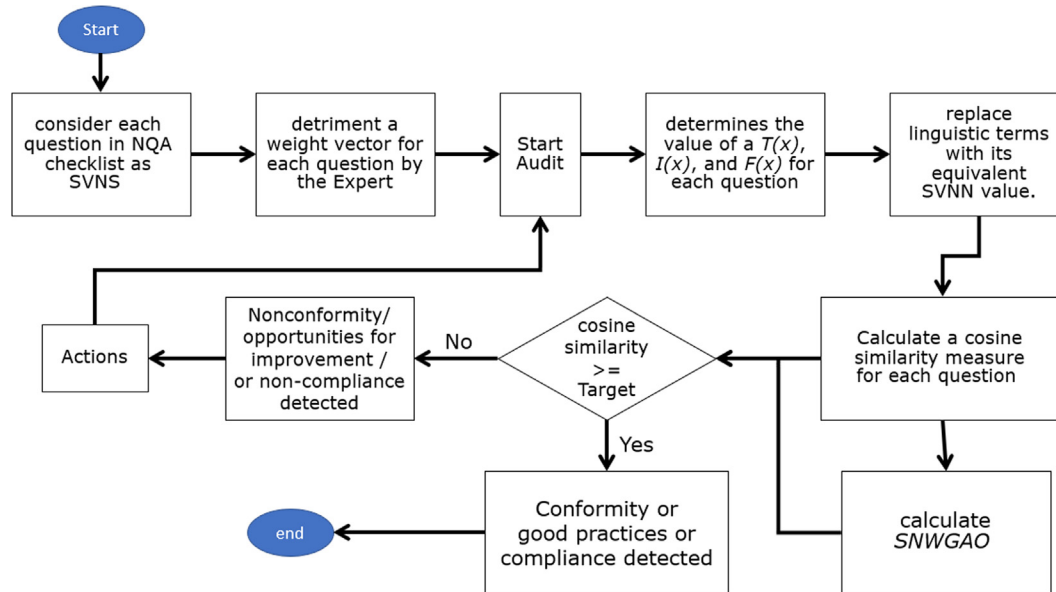 Start
consider each
question in NQA
checklist as
SVNS
detriment a
weight vector for
each question by
the Expert
Start
Audit
determines the
value of a T(x),
I(x), and F(x) for
each question
replace
linguistic terms
with its
equivalent
SVNN value.
Calculate a cosine
similarity measure
for each question
calculate
SNWGAO
cosine
similarity
>=
Target
No
Nonconformity/
opportunities for
improvement /
or non-compliance
detected
Actions
Yes
Conformity or
good practices or
compliance detected
end